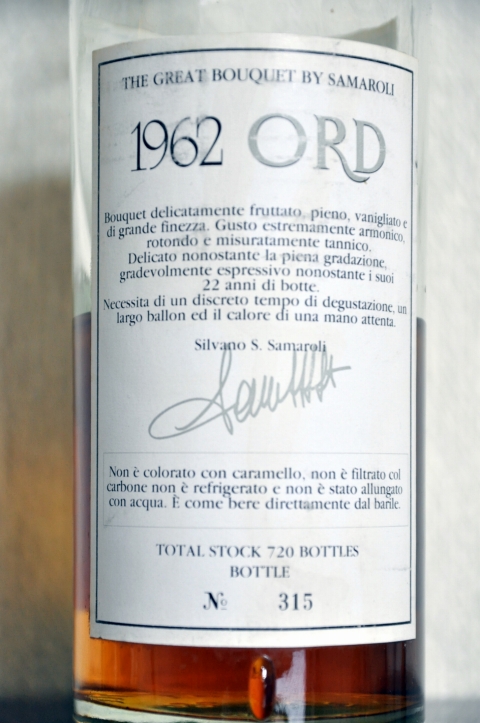 THE GREAT BOUQUET BY SAMAROLI
1962 ORD
Bouquet delicatamente fruttato, pieno, vanigliato e
di grande finezza. Gusto estremamente armonico,
rotondo e misuratamente tannico.
Delicato nonostante la piena gradazione,
gradevolmente espressivo nonostante i suoi
22 anni di botte.
Necessita di un discreto tempo di degustazione, un
largo ballon ed il calore di una mano attenta.
Silvano S. Samaroli
Non è colorato con caramello, non è filtrato col
carbone non è refrigerato e non è stato allungato
con acqua. È come bere direttamente dal barile.
TOTAL STOCK 720 BOTTLES
BOTTLE
№ 315